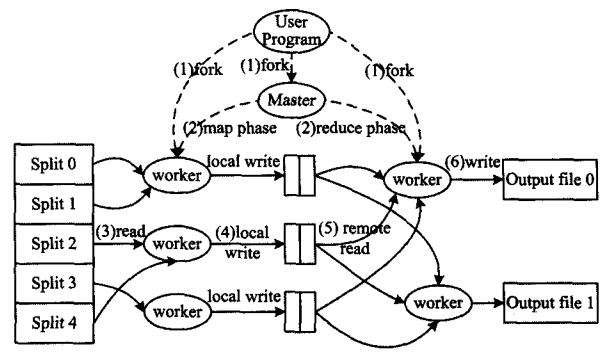 User
Program
(1)fork
(1)fork
(1)fork
Master
(2)map phase
(2)reduce phase
Split 0
Split 1
Split 2
Split 3
Split 4
(3)read
worker
worker
worker
local write
(4)local
write
local write
(5) remote
read
worker
worker
(6)write
Output file 0
Output file 1